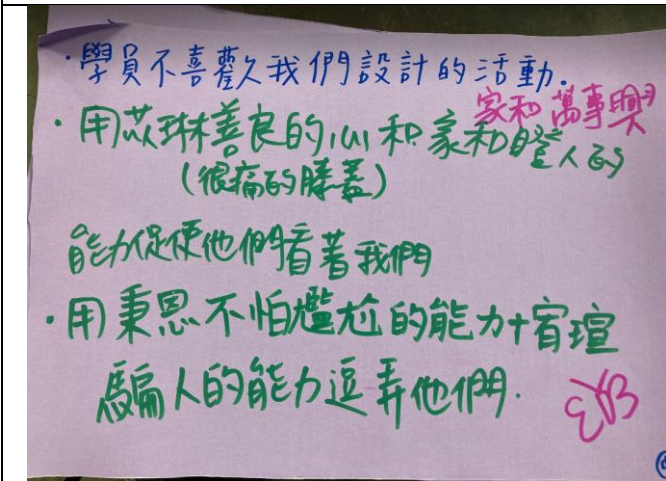 ·學員不喜歡我們設計的活動.
家和萬事興
·用苡琳善良的心和家和瞪人的
(很痛的膝蓋)
能力促使他們看著我們
·用秉恩不怕尷尬的能力+宥瑄
騙人的能力逗弄他們.